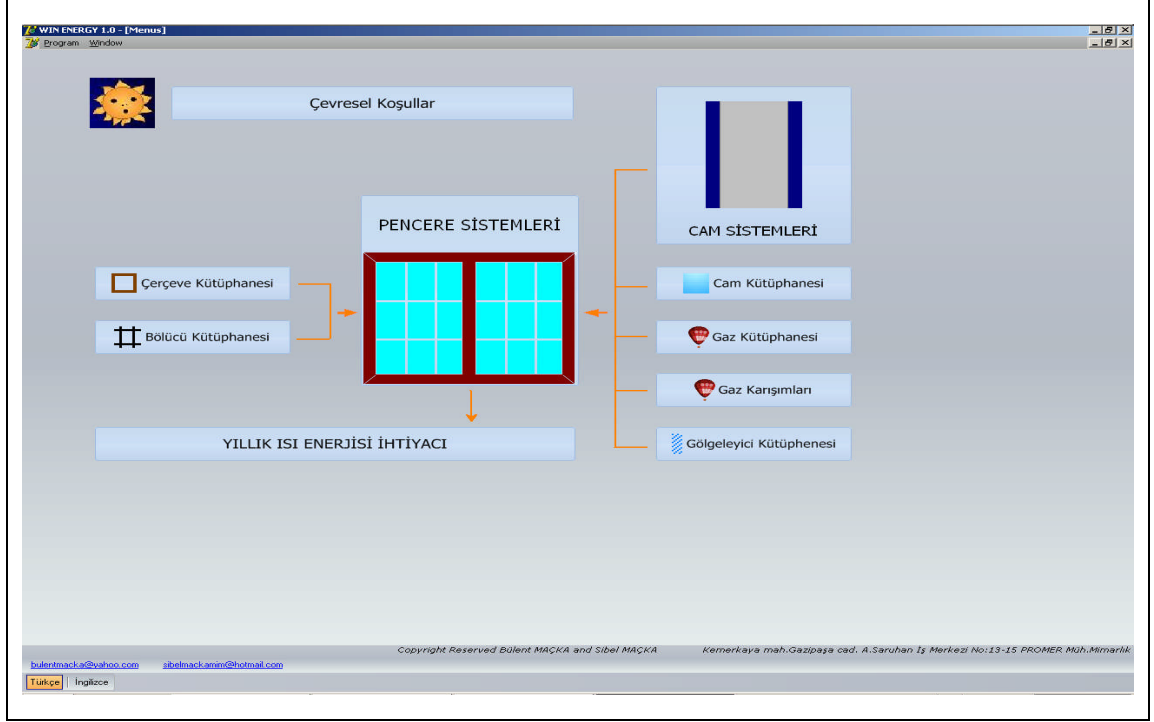 WIN ENERGY 1.0 - [Menus]
Program Window
Çevresel Koşullar
PENCERE SİSTEMLERİ
CAM SİSTEMLERİ
Çerçeve Kütüphanesi
Cam Kütüphanesi
Bölücü Kütüphanesi
Gaz Kütüphanesi
Gaz Karışımları
YILLIK ISI ENERJİSİ İHTİYACI
Gölgeleyici Kütüphenesi
Copyright Reserved Bülent MAÇKA and Sibel MAÇKA
Kemerkaya mah.Gazipaşa cad. A.Saruhan İş Merkezi No:13-15 PROMER Müh.Mimarlık
bulentmacka@yahoo.com sibelmackamim@hotmail.com
Türkçe İngilizce